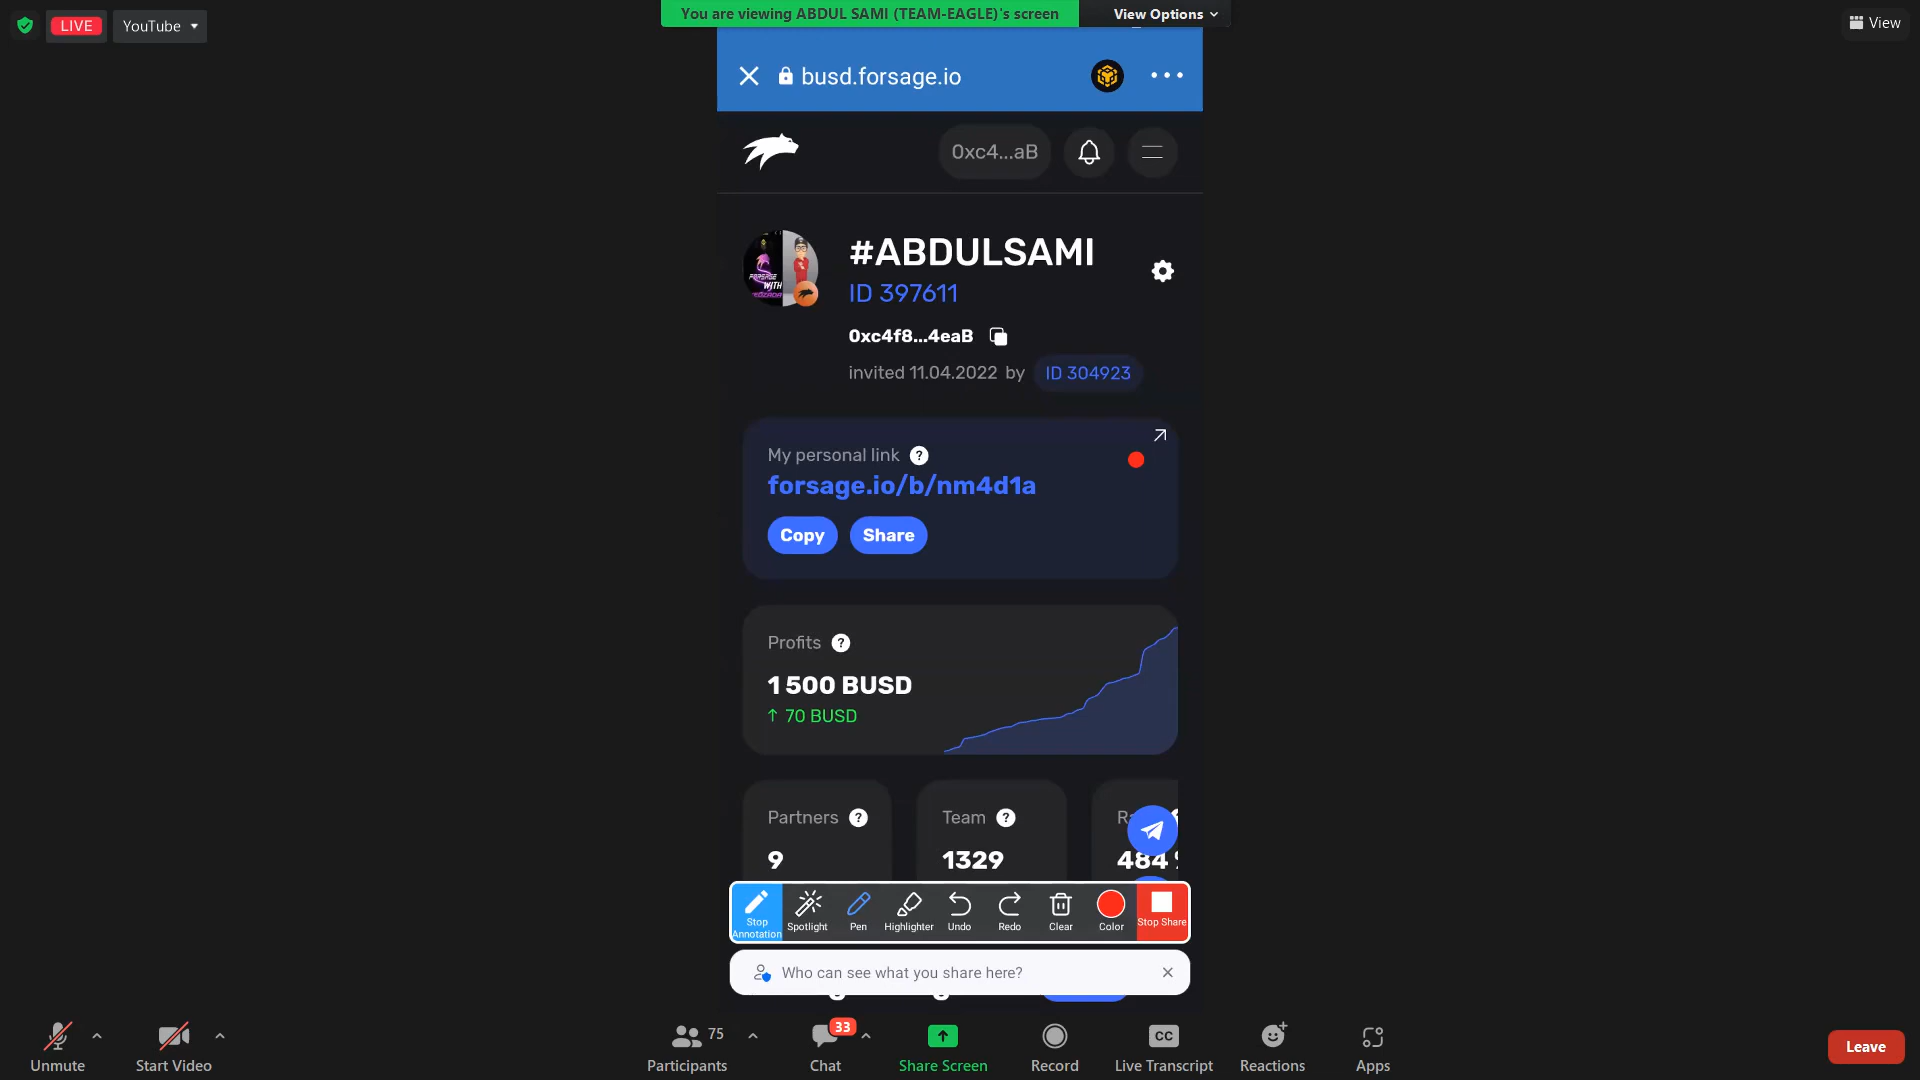 You are viewing ABDUL SAMI (TEAM-EAGLE)'s screen
View Options
LIVE
YouTube
View
busd.forsage.io
0xc4...aB
#ABDULSAMI
ID 397611
0xc4f8...4eaB
invited 11.04.2022 by ID 304923
My personal link
forsage.io/b/nm4d1a
Copy
Share
Profits
1 500 BUSD
↑ 70 BUSD
Partners
Team
9
1329
484
Stop Annotation
Spotlight
Pen
Highlighter
Undo
Redo
Clear
Color
Stop Share
Who can see what you share here?
Unmute
Start Video
75
Participants
33
Chat
Share Screen
Record
CC
Live Transcript
Reactions
Apps
Leave